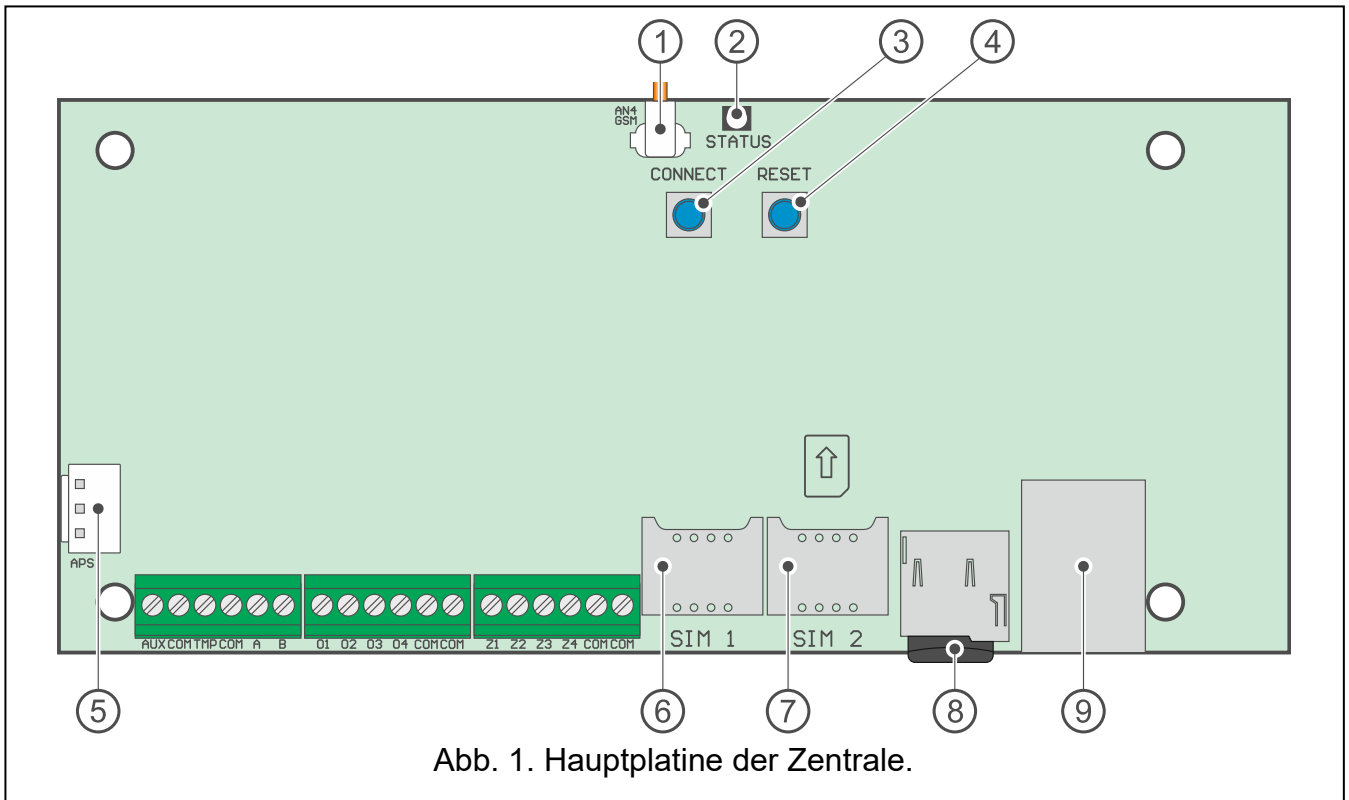 1 2 3 4
AN4
GSM
STATUS
CONNECT RESET
APS
AUX COM TMP COM A B O1 O2 O3 O4 COM COM Z1 Z2 Z3 Z4 COM COM
SIM 1 SIM 2
5 6 7 8 9
Abb. 1. Hauptplatine der Zentrale.